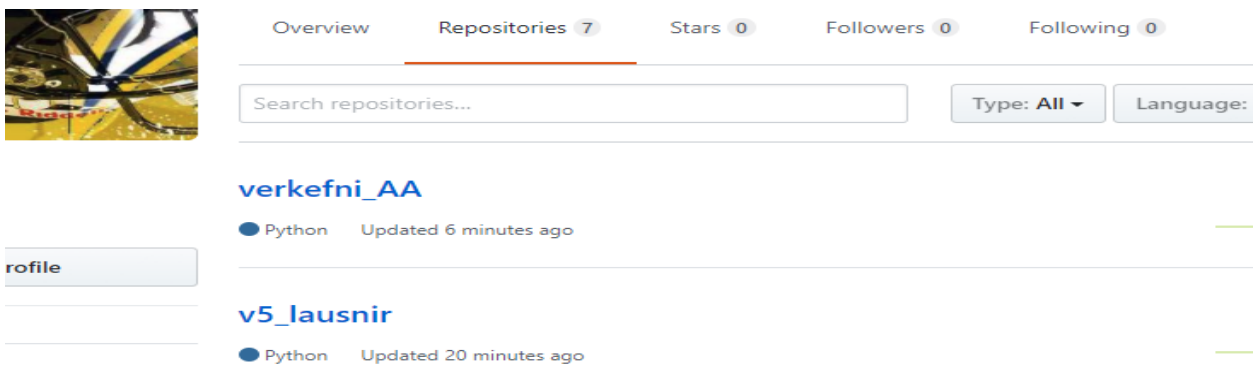 Overview Repositories 7 Stars 0 Followers 0 Following 0
Search repositories...
Type: All
Language:
verkefni_AA
Python Updated 6 minutes ago
rofile
v5_lausnir
Python Updated 20 minutes ago